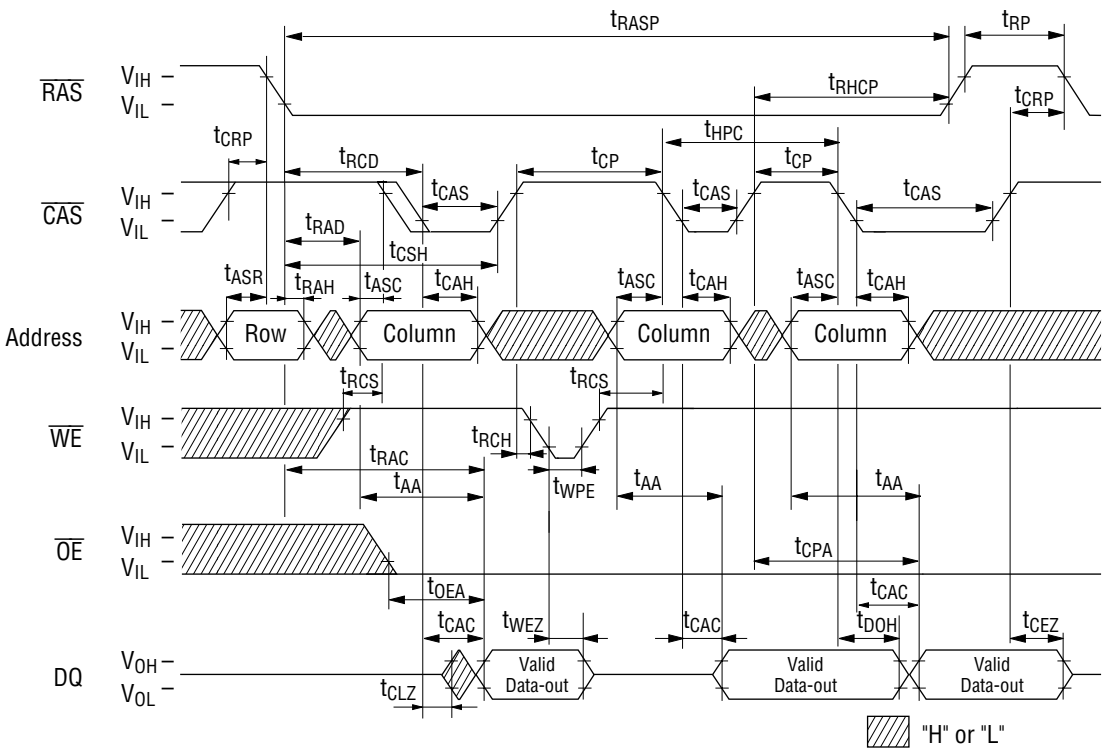 tRASP
tRP
RAS
VIH
VIL
tRHCP
tCRP
tCRP
tRCD
tCP
tHPC
tCP
CAS
VIH
VIL
tCAS
tCAS
tCAS
tRAD
tCSH
tASR
tRAH
tASC
tCAH
tASC
tCAH
tASC
tCAH
Address
VIH
VIL
Row
Column
Column
Column
tRCS
tRCS
WE
VIH
VIL
tRCH
tWPE
tRAC
tAA
tAA
tAA
OE
VIH
VIL
tCPA
tOEA
tCAC
tCAC
tWEZ
tCAC
tDOH
tCEZ
DQ
VOH
VOL
tCLZ
Valid
Data-out
Valid
Data-out
Valid
Data-out
"H" or "L"